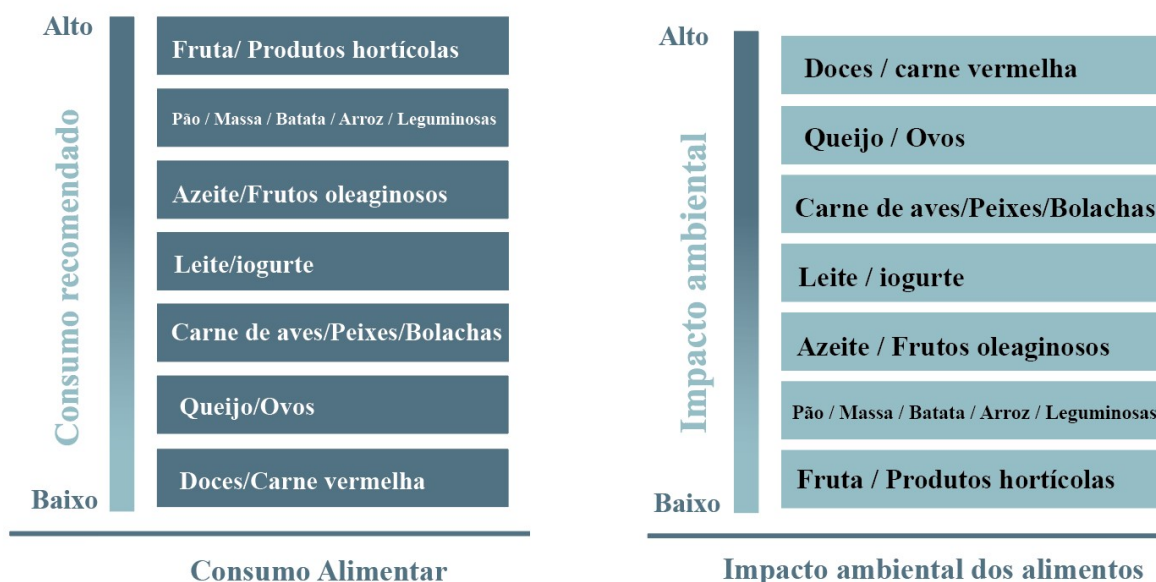 Alto
Fruta/ Produtos hortícolas
Pão / Massa / Batata / Arroz / Leguminosas
Azeite/Frutos oleaginosos
Leite/iogurte
Carne de aves/Peixes/Bolachas
Queijo/Ovos
Doces/Carne vermelha
Baixo
Consumo recomendado
Consumo Alimentar
Alto
Doces / carne vermelha
Queijo / Ovos
Carne de aves/Peixes/Bolachas
Leite / iogurte
Azeite / Frutos oleaginosos
Pão / Massa / Batata / Arroz / Leguminosas
Fruta / Produtos hortícolas
Baixo
Impacto ambiental
Impacto ambiental dos alimentos